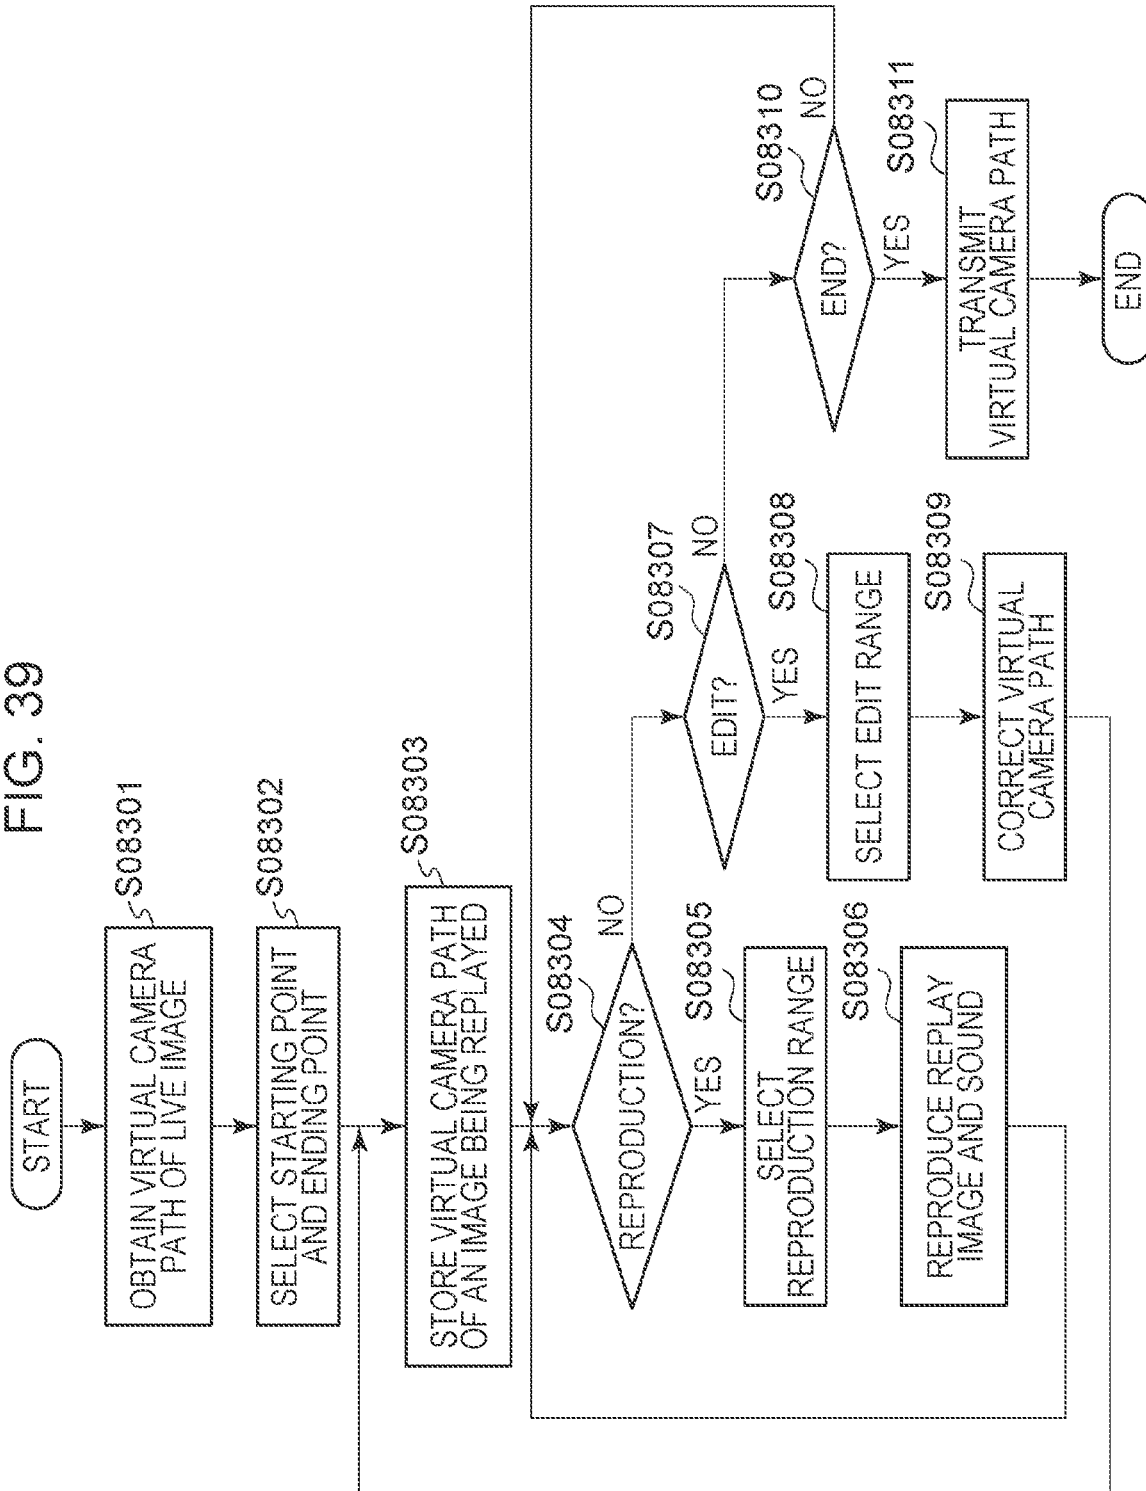 FIG. 39
START
S08301
OBTAIN VIRTUAL CAMERA
PATH OF LIVE IMAGE
S08302
SELECT STARTING POINT
AND ENDING POINT
S08303
STORE VIRTUAL CAMERA PATH
OF AN IMAGE BEING REPLAYED
S08304
REPRODUCTION?
NO
YES
S08305
SELECT
REPRODUCTION RANGE
S08306
REPRODUCE REPLAY
IMAGE AND SOUND
S08307
EDIT?
NO
YES
S08308
SELECT EDIT RANGE
S08309
CORRECT VIRTUAL
CAMERA PATH
S08310
END?
NO
YES
S08311
TRANSMIT
VIRTUAL CAMERA PATH
END